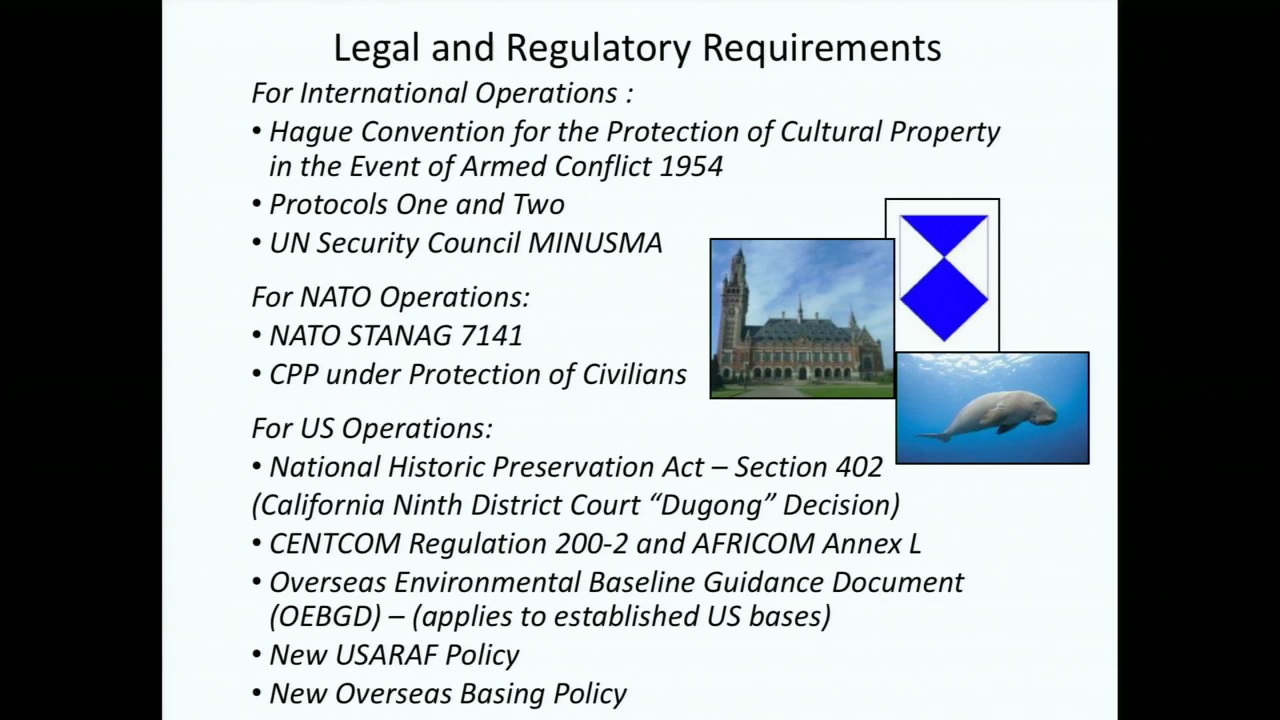 Legal and Regulatory Requirements
For International Operations :
• Hague Convention for the Protection of Cultural Property
in the Event of Armed Conflict 1954
• Protocols One and Two
• UN Security Council MINUSMA
For NATO Operations:
• NATO STANAG 7141
• CPP under Protection of Civilians
For US Operations:
• National Historic Preservation Act – Section 402
(California Ninth District Court “Dugong” Decision)
• CENTCOM Regulation 200-2 and AFRICOM Annex L
• Overseas Environmental Baseline Guidance Document
(OEBGD) – (applies to established US bases)
• New USARAF Policy
• New Overseas Basing Policy